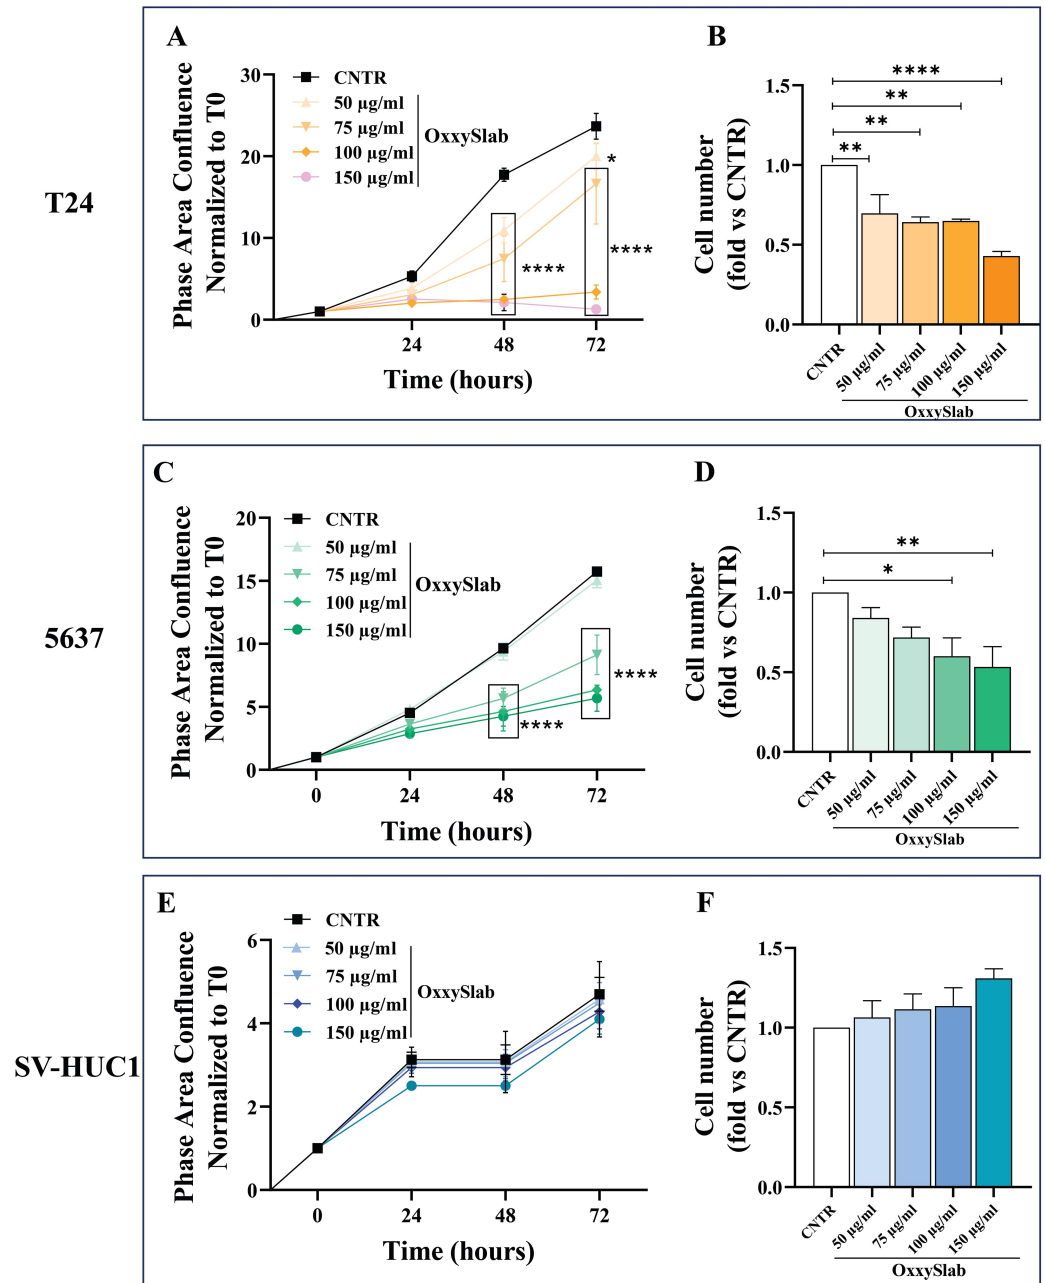 T24
A
Phase Area Confluence
Normalized to T0
30
20
10
0
CNTR
50 µg/ml
75 µg/ml
100 µg/ml
150 µg/ml
OxxySlab
*
****
****
24
48
72
Time (hours)
B
Cell number
(fold vs CNTR)
1.5
1.0
0.5
0.0
****
**
**
**
CNTR
50 µg/ml
75 µg/ml
100 µg/ml
150 µg/ml
OxxySlab
5637
C
Phase Area Confluence
Normalized to T0
20
15
10
5
0
CNTR
50 µg/ml
75 µg/ml
100 µg/ml
150 µg/ml
OxxySlab
****
****
0
24
48
72
Time (hours)
D
Cell number
(fold vs CNTR)
1.5
1.0
0.5
0.0
**
*
CNTR
50 µg/ml
75 µg/ml
100 µg/ml
150 µg/ml
OxxySlab
SV-HUC1
E
Phase Area Confluence
Normalized to T0
6
4
2
0
CNTR
50 µg/ml
75 µg/ml
100 µg/ml
150 µg/ml
OxxySlab
0
24
48
72
Time (hours)
F
Cell number
(fold vs CNTR)
1.5
1.0
0.5
0.0
CNTR
50 µg/ml
75 µg/ml
100 µg/ml
150 µg/ml
OxxySlab